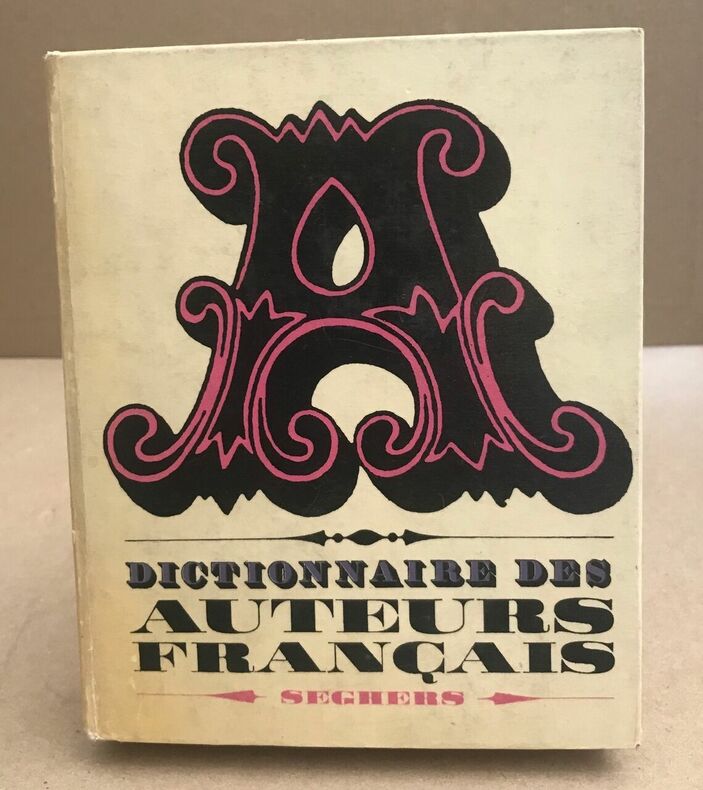 A
DICTIONNAIRE DES
AUTEURS
FRANÇAIS
SEGHERS